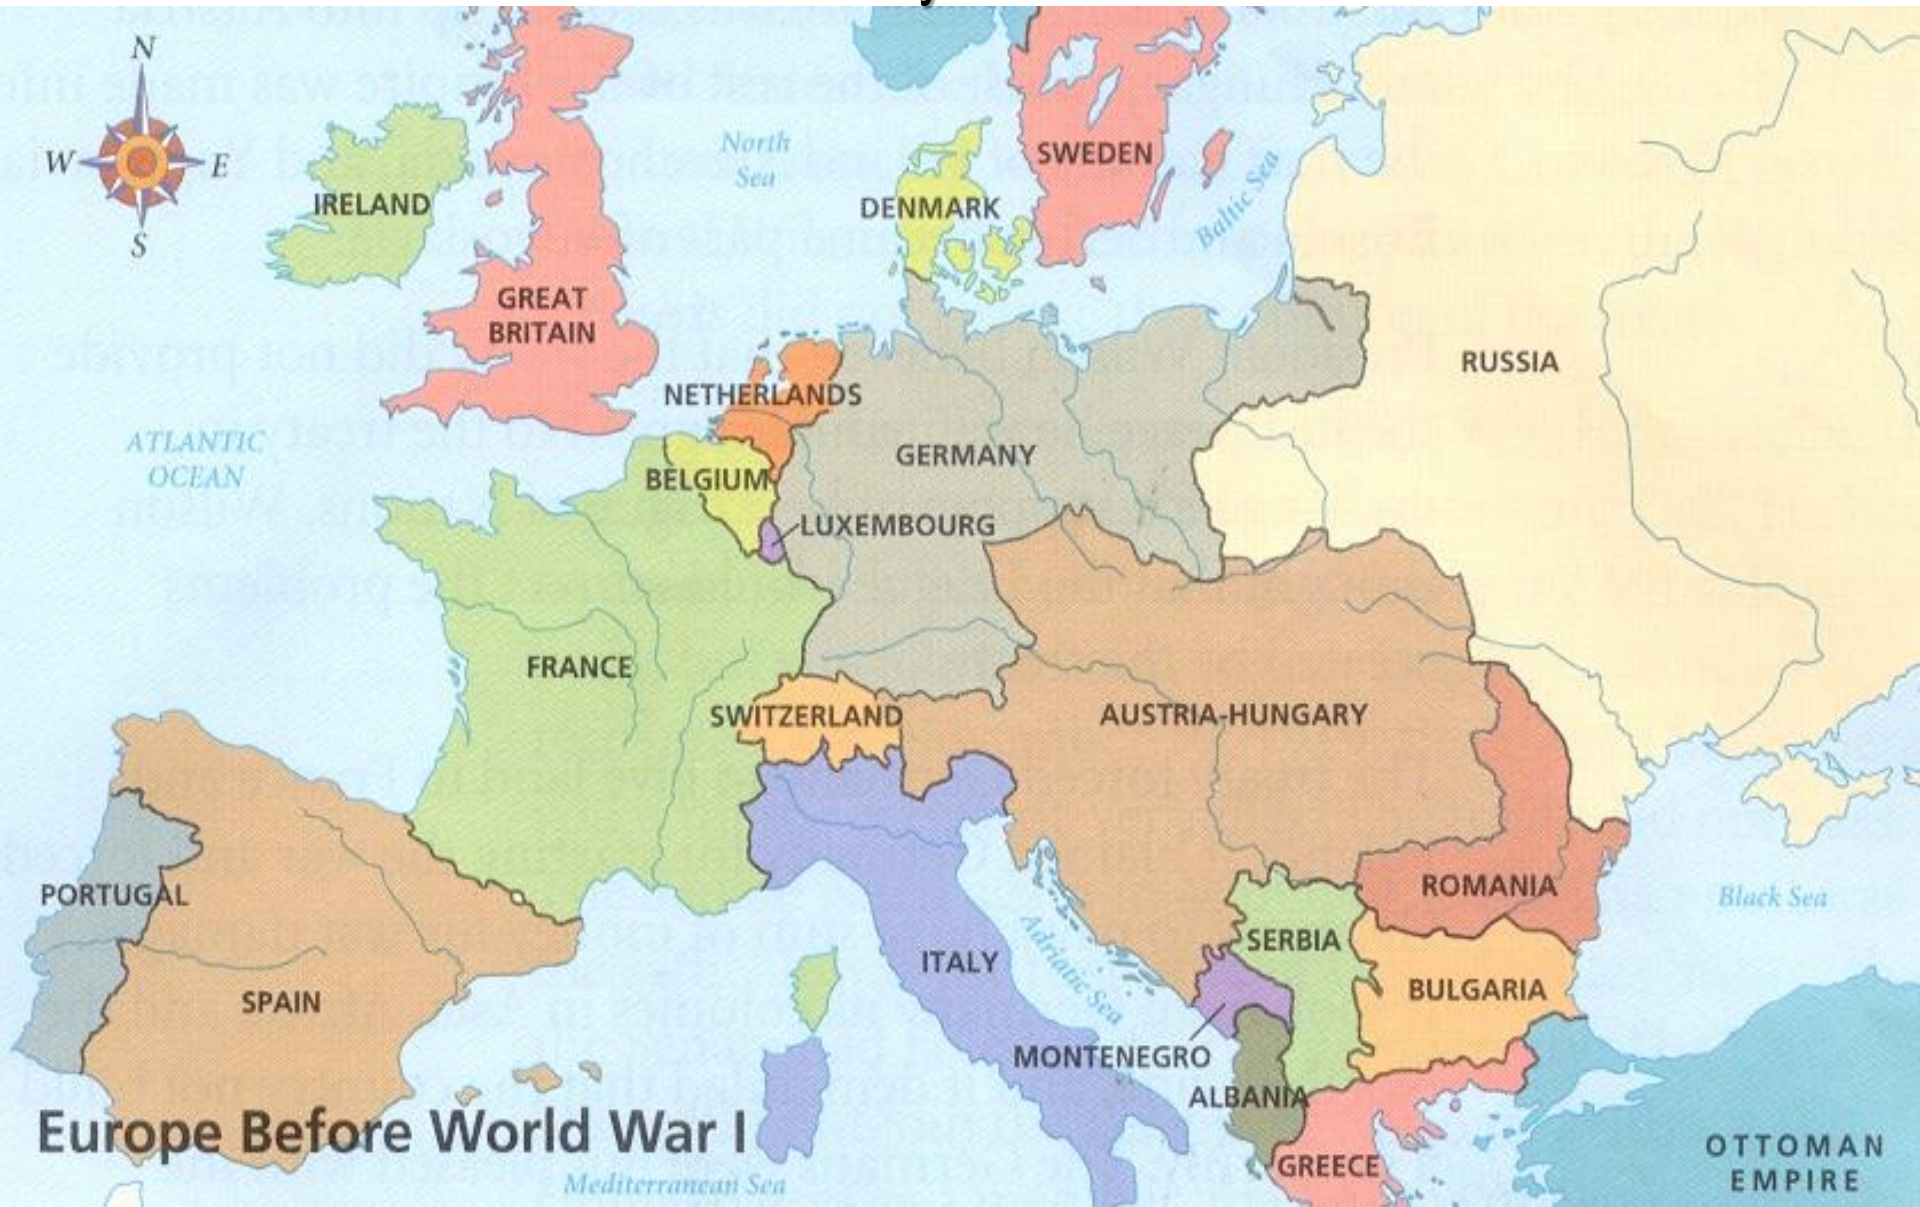 N
W
E
S
North
Sea
SWEDEN
Baltic Sea
IRELAND
DENMARK
GREAT
BRITAIN
RUSSIA
NETHERLANDS
ATLANTIC
OCEAN
GERMANY
BELGIUM
LUXEMBOURG
FRANCE
SWITZERLAND
AUSTRIA-HUNGARY
PORTUGAL
ROMANIA
Black Sea
SERBIA
ITALY
Adriatic Sea
BULGARIA
SPAIN
MONTENEGRO
ALBANIA
Europe Before World War I
OTTOMAN
EMPIRE
GREECE
Mediterranean Sea